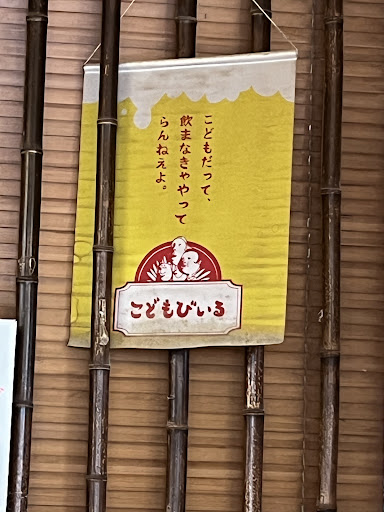 こどもだって、
飲まなきゃやって
らんねえよ。
こどもびいる